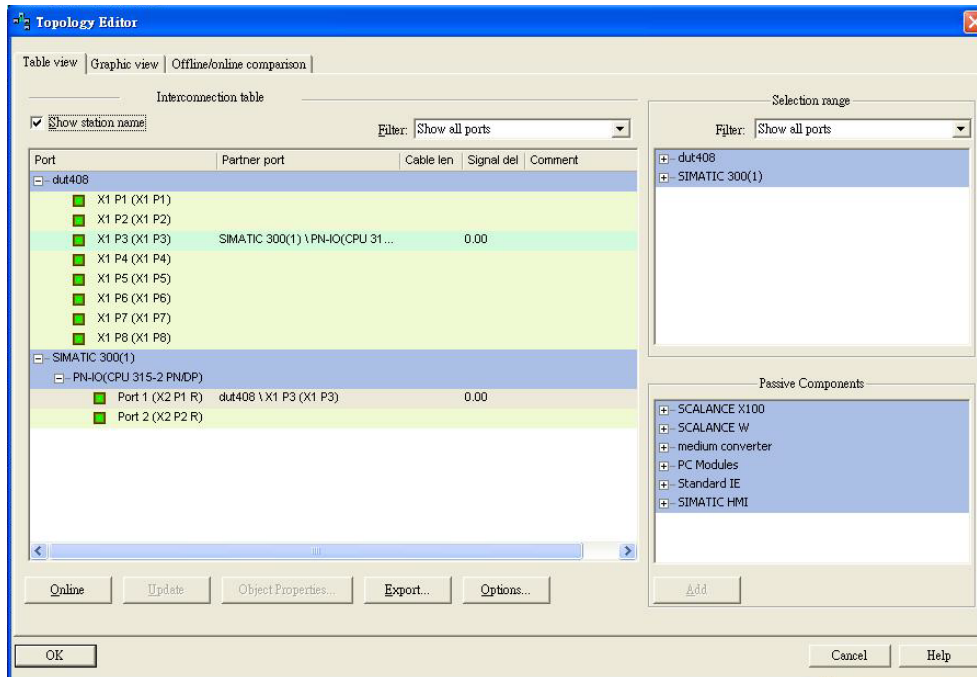 Topology Editor
Table view Graphic view Offline/online comparison
Interconnection table
Show station name
Filter: Show all ports
Port Partner port Cable len Signal del Comment
dut408
X1 P1 (X1 P1)
X1 P2 (X1 P2)
X1 P3 (X1 P3) SIMATIC 300(1) \ PN-IO(CPU 31... 0.00
X1 P4 (X1 P4)
X1 P5 (X1 P5)
X1 P6 (X1 P6)
X1 P7 (X1 P7)
X1 P8 (X1 P8)
SIMATIC 300(1)
PN-IO(CPU 315-2 PN/DP)
Port 1 (X2 P1 R) dut408 \ X1 P3 (X1 P3) 0.00
Port 2 (X2 P2 R)
Online Update Object Properties... Export... Options...
Selection range
Filter: Show all ports
dut408
SIMATIC 300(1)
Passive Components
SCALANCE X100
SCALANCE W
medium converter
PC Modules
Standard IE
SIMATIC HMI
Add
OK Cancel Help